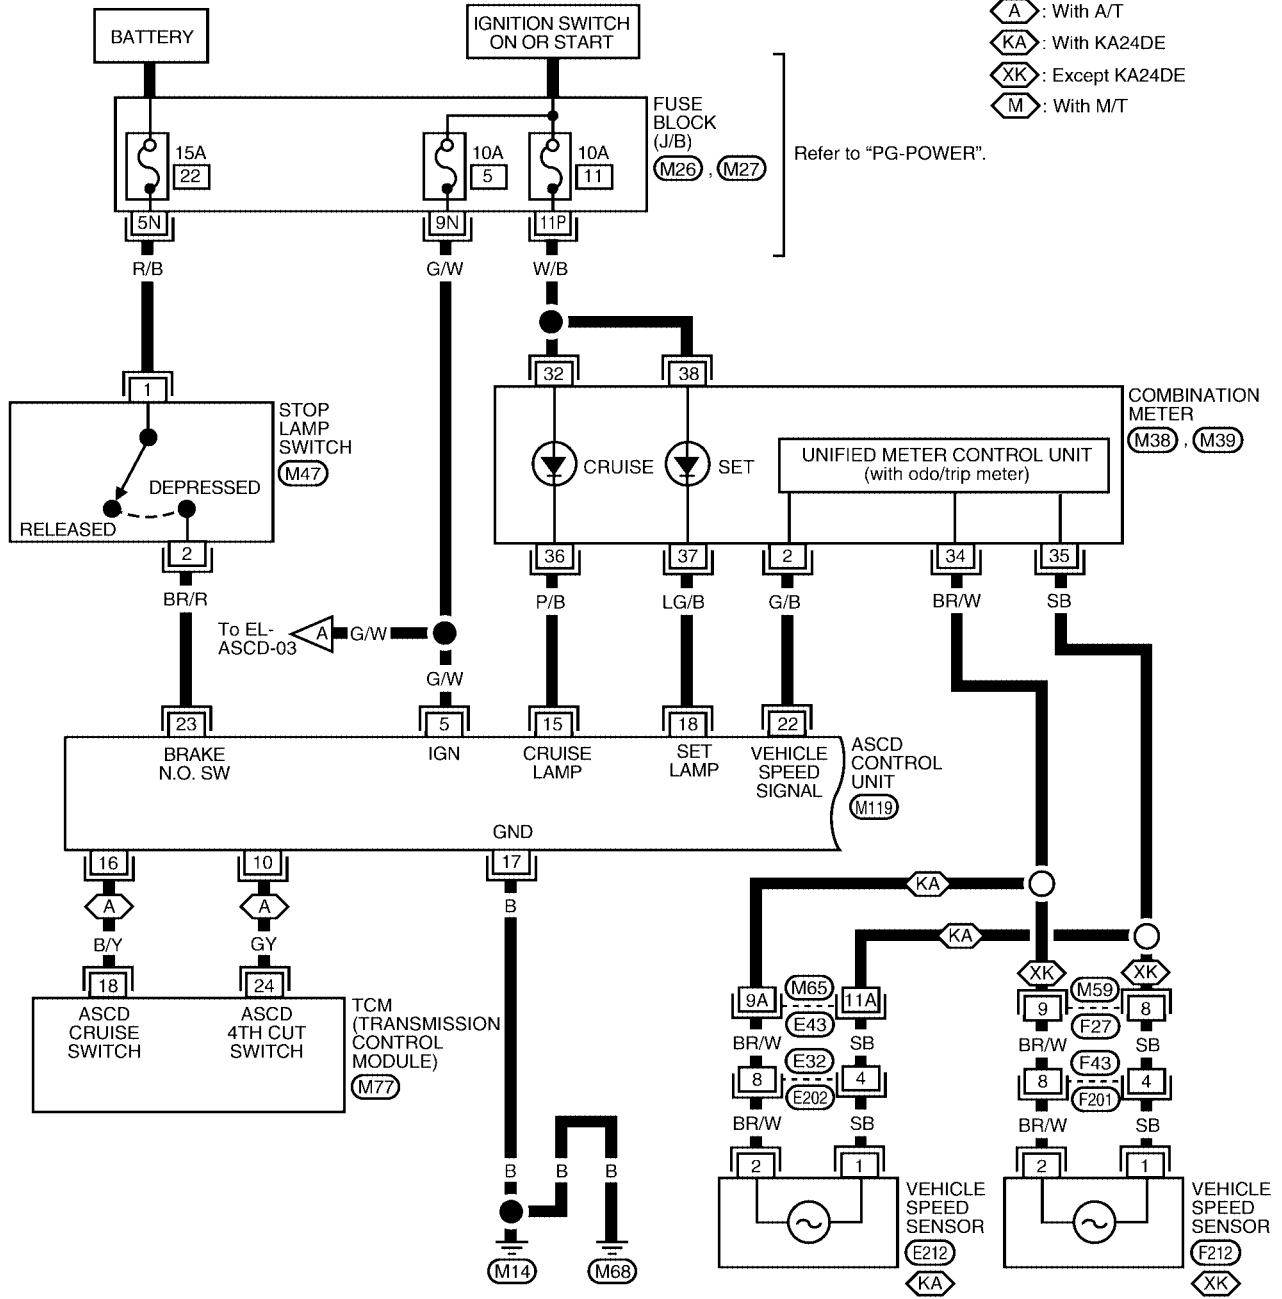 BATTERY
IGNITION SWITCH
ON OR START
A : With A/T
KA : With KA24DE
XK : Except KA24DE
M : With M/T
FUSE
BLOCK
(J/B)
M26 , M27
Refer to “PG-POWER”.
15A
22
10A
5
10A
11
5N
9N
11P
R/B
G/W
W/B
1
32
38
STOP
LAMP
SWITCH
M47
DEPRESSED
RELEASED
2
COMBINATION
METER
M38 , M39
CRUISE
SET
UNIFIED METER CONTROL UNIT
(with odo/trip meter)
36
37
2
34
35
BR/R
P/B
LG/B
G/B
BR/W
SB
To EL-
ASCD-03
A
G/W
G/W
23
5
15
18
22
BRAKE
N.O. SW
IGN
CRUISE
LAMP
SET
LAMP
VEHICLE
SPEED
SIGNAL
ASCD
CONTROL
UNIT
M119
GND
16
10
17
A
A
B
KA
KA
B/Y
GY
18
24
ASCD
CRUISE
SWITCH
ASCD
4TH CUT
SWITCH
TCM
(TRANSMISSION
CONTROL
MODULE)
M77
XK
XK
9A
M65
11A
E43
9
M59
8
F27
BR/W
SB
BR/W
SB
8
E32
4
E202
8
F43
4
F201
BR/W
SB
BR/W
SB
B
B
B
2
1
2
1
VEHICLE
SPEED
SENSOR
E212
KA
VEHICLE
SPEED
SENSOR
F212
XK
M14
M68